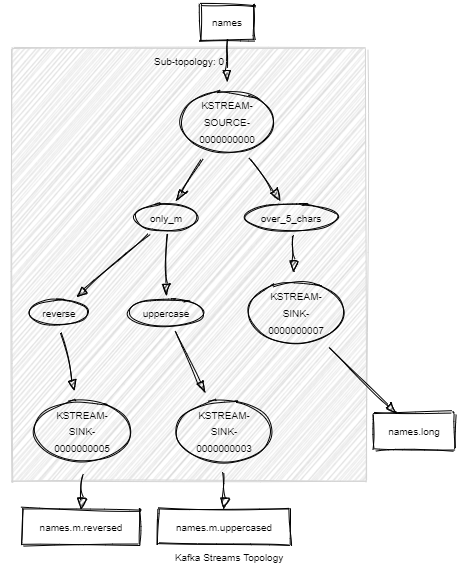 names
Sub-topology: 0
KSTREAM-
SOURCE-
0000000000
only_m
over_5_chars
reverse
uppercase
KSTREAM-
SINK-
0000000007
KSTREAM-
SINK-
0000000005
KSTREAM-
SINK-
0000000003
names.long
names.m.reversed
names.m.uppercased
Kafka Streams Topology